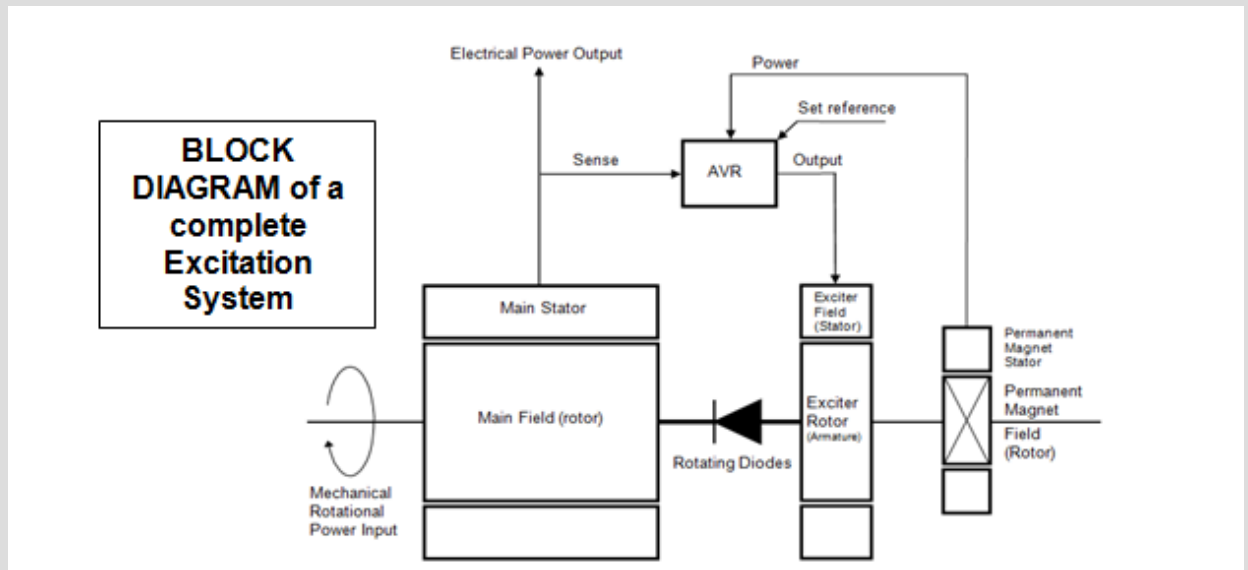 BLOCK
DIAGRAM of a
complete
Excitation
System
Electrical Power Output
Power
Set reference
Sense
AVR
Output
Main Stator
Exciter
Field
(Stator)
Permanent
Magnet
Stator
Main Field (rotor)
Rotating Diodes
Exciter
Rotor
(Armature)
Permanent
Magnet
Field
(Rotor)
Mechanical
Rotational
Power Input